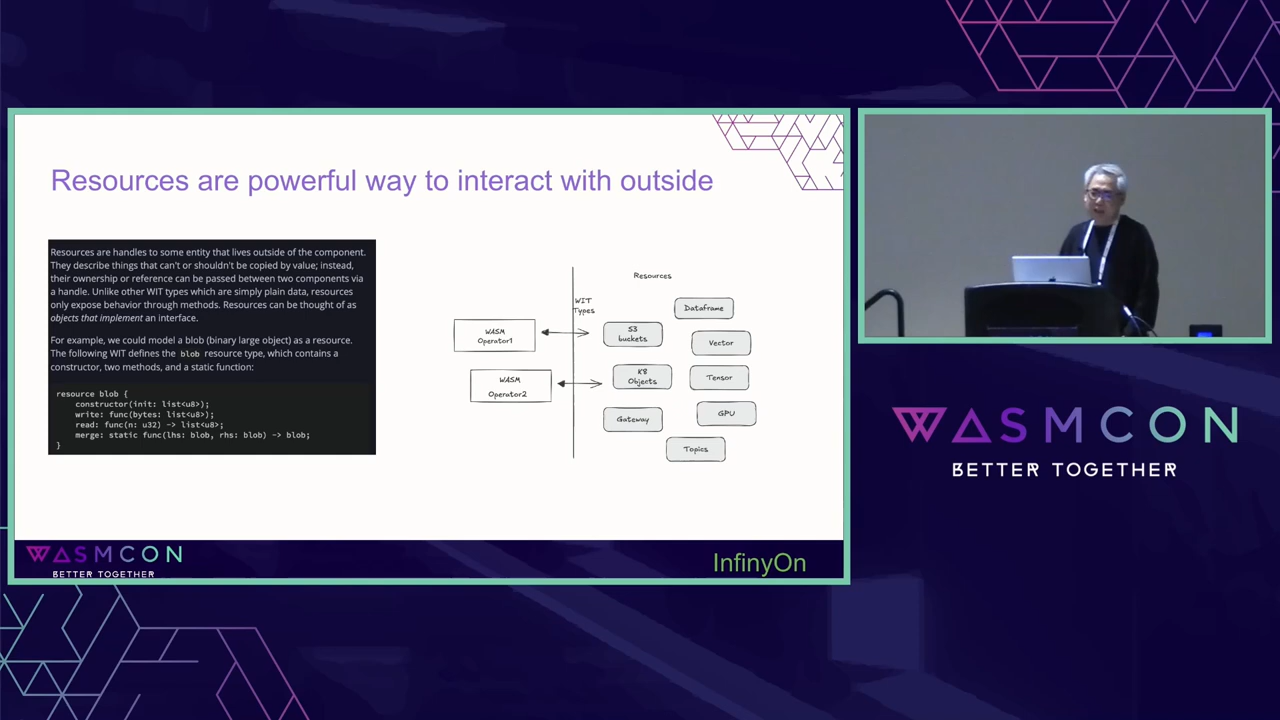 Resources are powerful way to interact with outside
Resources are handles to some entity that lives outside of the component.
They describe things that can't or shouldn't be copied by value; instead,
their ownership or reference can be passed between two components via
a handle. Unlike other WIT types which are simply plain data, resources
only expose behavior through methods. Resources can be thought of as
objects that implement an interface.
For example, we could model a blob (binary large object) as a resource.
The following WIT defines the blob resource type, which contains a
constructor, two methods, and a static function:
resource blob {
constructor(init: list<u8>);
write: func(bytes: list<u8>);
read: func(n: u32) -> list<u8>;
merge: static func(lhs: blob, rhs: blob) -> blob;
}
WASM
Operator1
WASM
Operator2
WIT
Types
Resources
Dataframe
S3
buckets
Vector
K8
Objects
Tensor
Gateway
GPU
Topics
WASMCON
BETTER TOGETHER
InfinyOn
WASMCON
BETTER TOGETHER